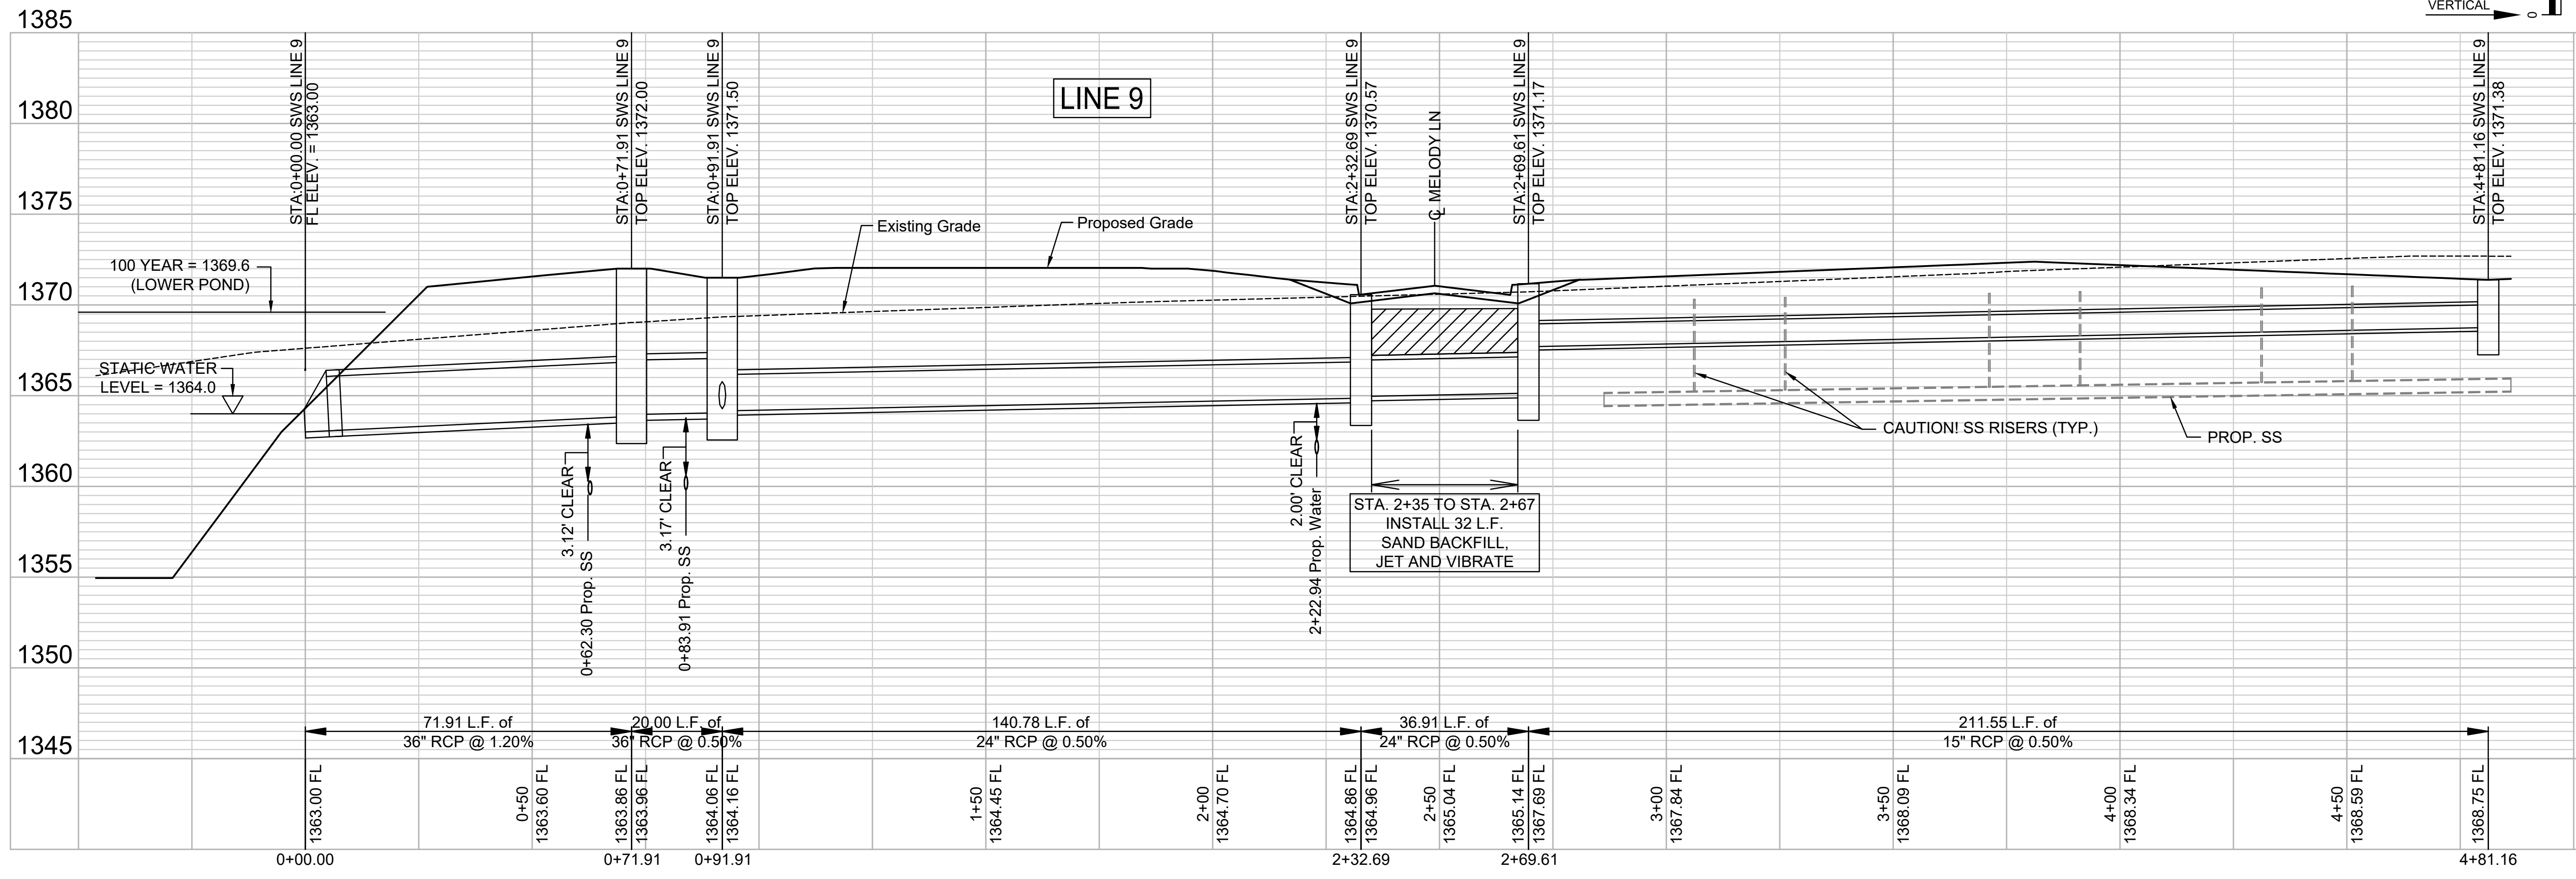 VERTICAL
0
1385
1380
1375
1370
1365
1360
1355
1350
1345
LINE 9
STA:0+00.00 SWS LINE 9
FL ELEV. = 1363.00
STA:0+71.91 SWS LINE 9
TOP ELEV. 1372.00
STA:0+91.91 SWS LINE 9
TOP ELEV. 1371.50
STA:2+32.69 SWS LINE 9
TOP ELEV. 1370.57
℄ MELODY LN
STA:2+69.61 SWS LINE 9
TOP ELEV. 1371.17
STA:4+81.16 SWS LINE 9
TOP ELEV. 1371.38
Existing Grade
Proposed Grade
100 YEAR = 1369.6
(LOWER POND)
STATIC WATER
LEVEL = 1364.0
3.12' CLEAR
0+62.30 Prop. SS
3.17' CLEAR
0+83.91 Prop. SS
2.00' CLEAR
2+22.94 Prop. Water
STA. 2+35 TO STA. 2+67
INSTALL 32 L.F.
SAND BACKFILL,
JET AND VIBRATE
CAUTION! SS RISERS (TYP.)
PROP. SS
71.91 L.F. of
36" RCP @ 1.20%
20.00 L.F. of
36" RCP @ 0.50%
140.78 L.F. of
24" RCP @ 0.50%
36.91 L.F. of
24" RCP @ 0.50%
211.55 L.F. of
15" RCP @ 0.50%
1363.00 FL
0+50
1363.60 FL
1363.86 FL
1363.96 FL
1364.06 FL
1364.16 FL
1+50
1364.45 FL
2+00
1364.70 FL
1364.86 FL
1364.96 FL
2+50
1365.04 FL
1365.14 FL
1367.69 FL
3+00
1367.84 FL
3+50
1368.09 FL
4+00
1368.34 FL
4+50
1368.59 FL
1368.75 FL
0+00.00
0+71.91
0+91.91
2+32.69
2+69.61
4+81.16